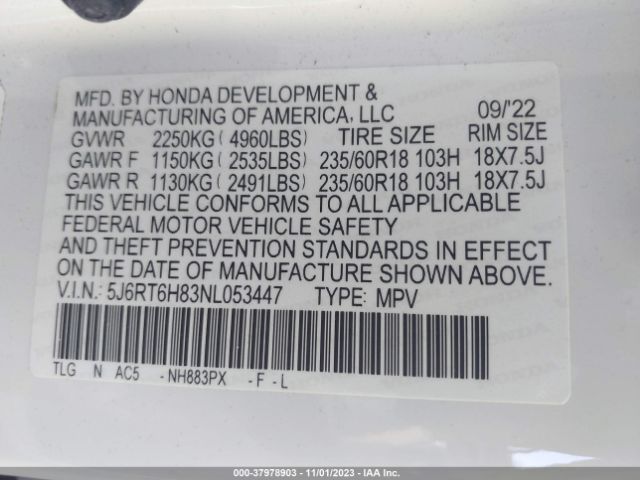 MFD. BY HONDA DEVELOPMENT &
MANUFACTURING OF AMERICA, LLC 09/'22
GVWR 2250KG ( 4960LBS) TIRE SIZE RIM SIZE
GAWR F 1150KG ( 2535LBS) 235/60R18 103H 18X7.5J
GAWR R 1130KG ( 2491LBS) 235/60R18 103H 18X7.5J
THIS VEHICLE CONFORMS TO ALL APPLICABLE
FEDERAL MOTOR VEHICLE SAFETY
AND THEFT PREVENTION STANDARDS IN EFFECT
ON THE DATE OF MANUFACTURE SHOWN ABOVE.
V.I.N.: 5J6RT6H83NL053447 TYPE: MPV
TLG N AC5 -NH883PX -F-L
000-37978903 | 11/01/2023 | IAA Inc.